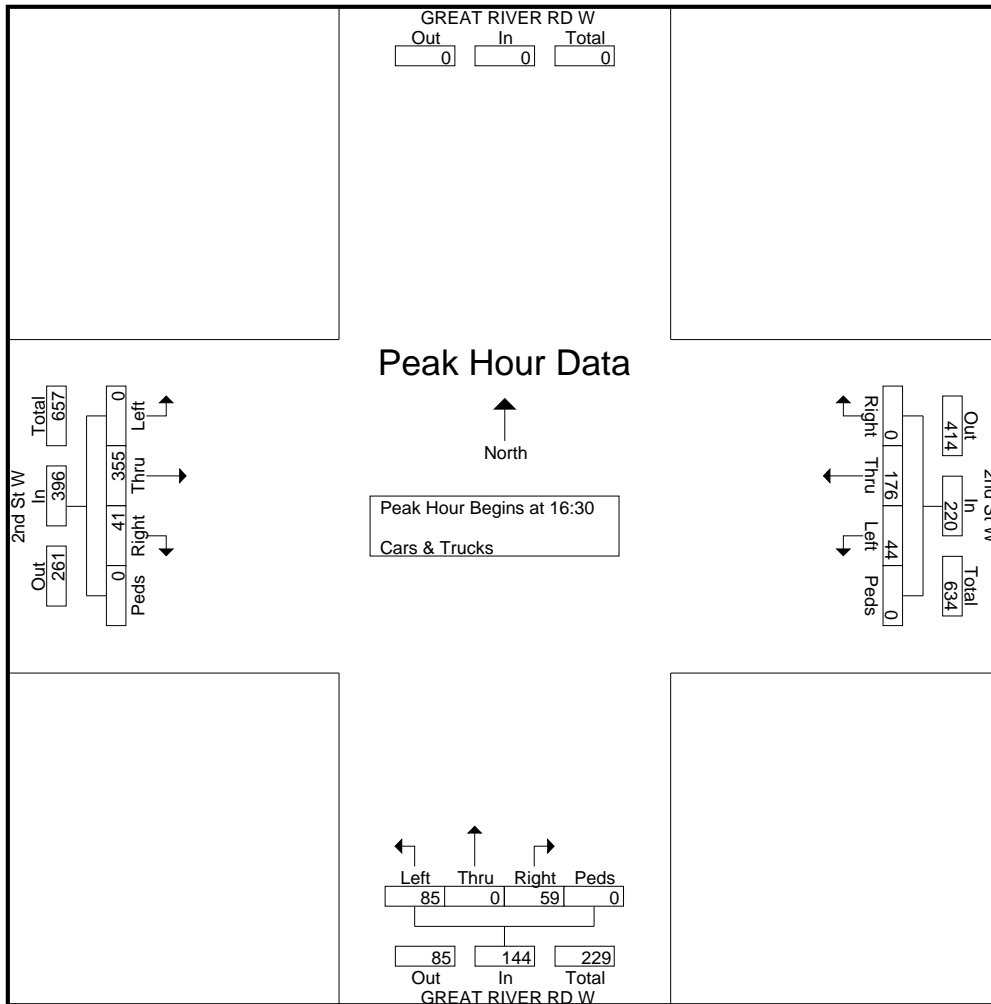 GREAT RIVER RD W
Out In Total
0 0 0
Peak Hour Data
North
Peak Hour Begins at 16:30
Cars & Trucks
2nd St W
Total In Out
657 396 261
0 355 41 0
Left Thru Right Peds
Right Thru Left Peds
0 176 44 0
Out In Total
414 220 634
2nd St W
Left Thru Right Peds
85 0 59 0
85 144 229
Out In Total
GREAT RIVER RD W